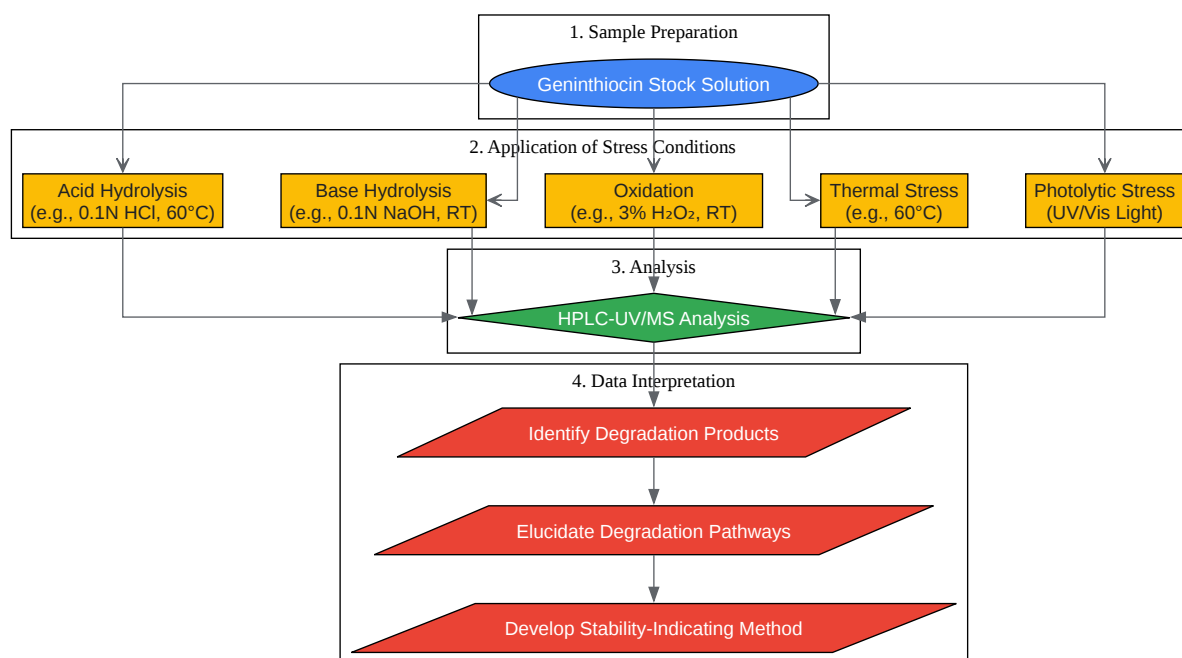 1. Sample Preparation
Geninthiocin Stock Solution
2. Application of Stress Conditions
Acid Hydrolysis
(e.g., 0.1N HCl, 60°C)
Base Hydrolysis
(e.g., 0.1N NaOH, RT)
Oxidation
(e.g., 3% H₂O₂, RT)
Thermal Stress
(e.g., 60°C)
Photolytic Stress
(UV/Vis Light)
3. Analysis
HPLC-UV/MS Analysis
4. Data Interpretation
Identify Degradation Products
Elucidate Degradation Pathways
Develop Stability-Indicating Method